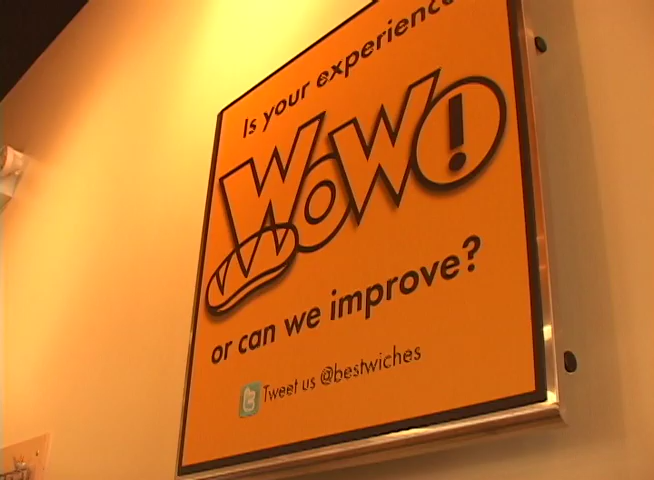 Is your experience
WoW!
or can we improve?
Tweet us @bestwiches